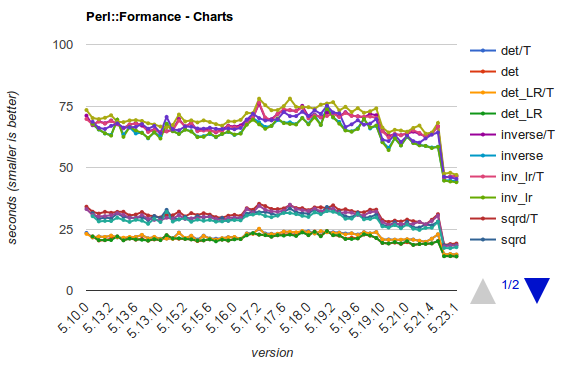 Perl::Formance - Charts
100
75
50
25
0
seconds (smaller is better)
5.10.0
5.13.2
5.13.6
5.13.10
5.15.2
5.15.6
5.16.0
5.17.2
5.17.6
5.18.0
5.19.2
5.19.6
5.19.10
5.21.0
5.21.4
5.23.1
version
det/T
det
det_LR/T
det_LR
inverse/T
inverse
inv_lr/T
inv_lr
sqrd/T
sqrd
1/2